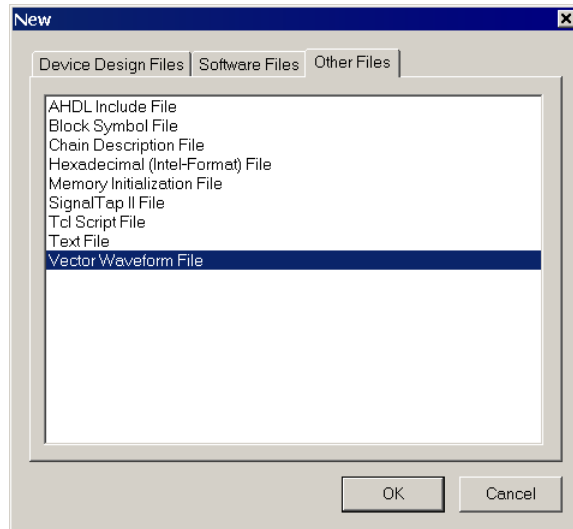 New
Device Design Files Software Files Other Files
AHDL Include File
Block Symbol File
Chain Description File
Hexadecimal (Intel-Format) File
Memory Initialization File
SignalTap II File
Tcl Script File
Text File
Vector Waveform File
OK Cancel